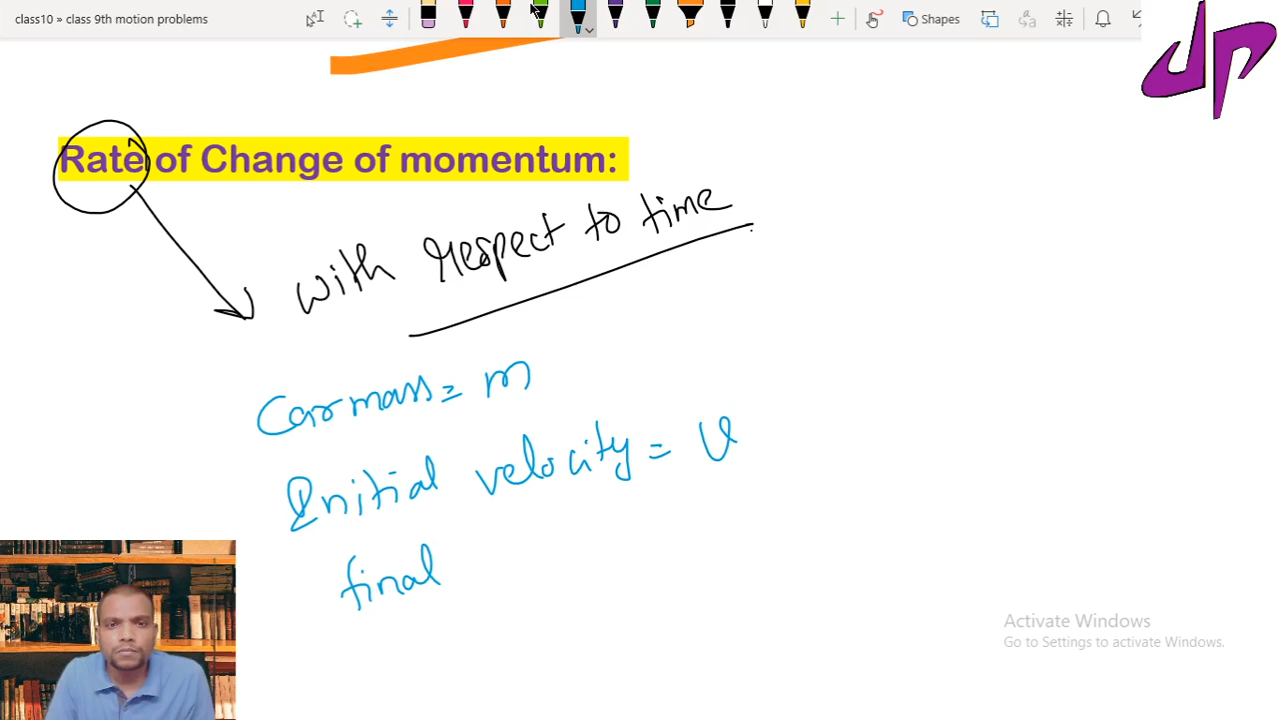 class10 » class 9th motion problems
Shapes
dp
Rate of Change of momentum:
with respect to time
Car mass = m
Initial velocity = u
final
Activate Windows
Go to Settings to activate Windows.